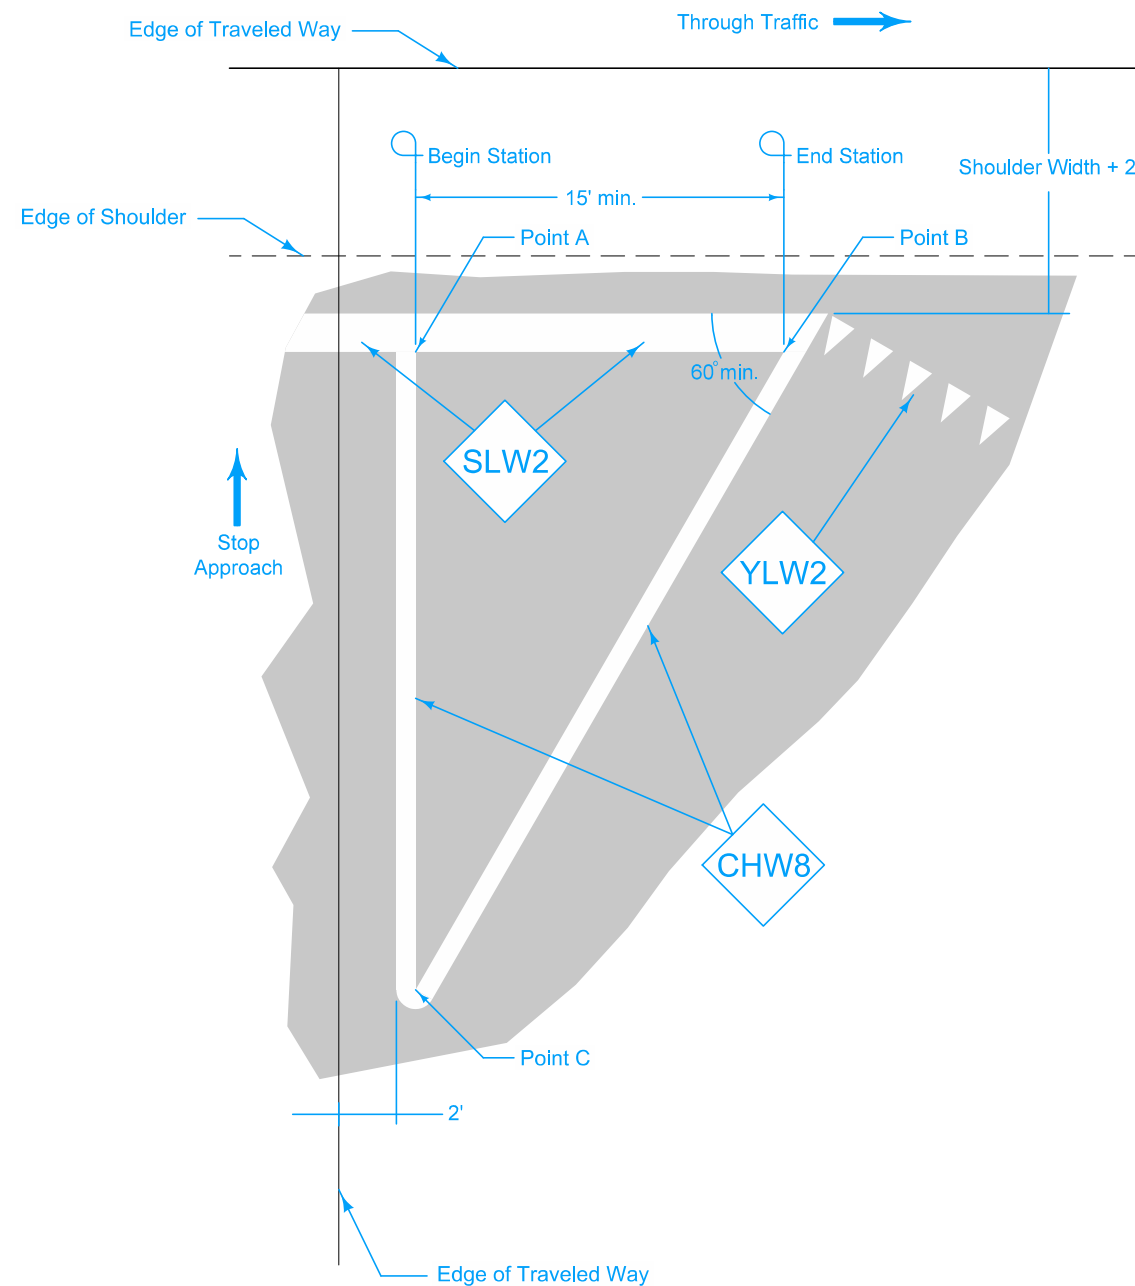 Through Traffic
Edge of Traveled Way
Begin Station
End Station
Shoulder Width + 2
15' min.
Edge of Shoulder
Point A
Point B
60° min.
SLW2
Stop
Approach
YLW2
CHW8
Point C
2'
Edge of Traveled Way